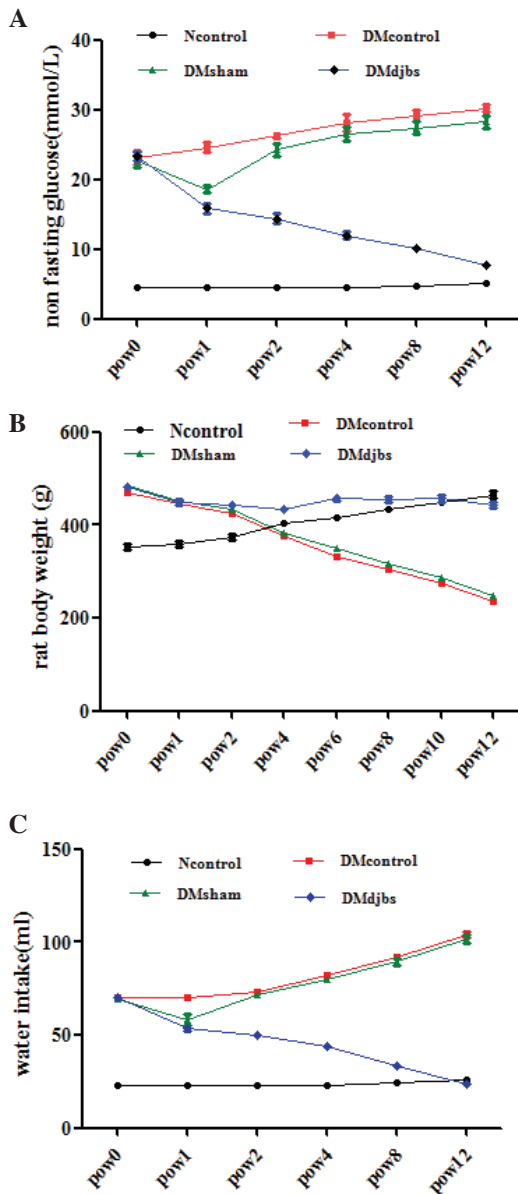 A
non fasting glucose(mmol/L)
40
30
20
10
0
Ncontrol DMcontrol
DMsham DMdjbs
pow0 pow1 pow2 pow4 pow8 pow12
B
rat body weight (g)
600
400
200
0
Ncontrol DMcontrol
DMsham DMdjbs
pow0 pow1 pow2 pow4 pow6 pow8 pow10 pow12
C
water intake(ml)
150
100
50
0
Ncontrol DMcontrol
DMsham DMdjbs
pow0 pow1 pow2 pow4 pow8 pow12